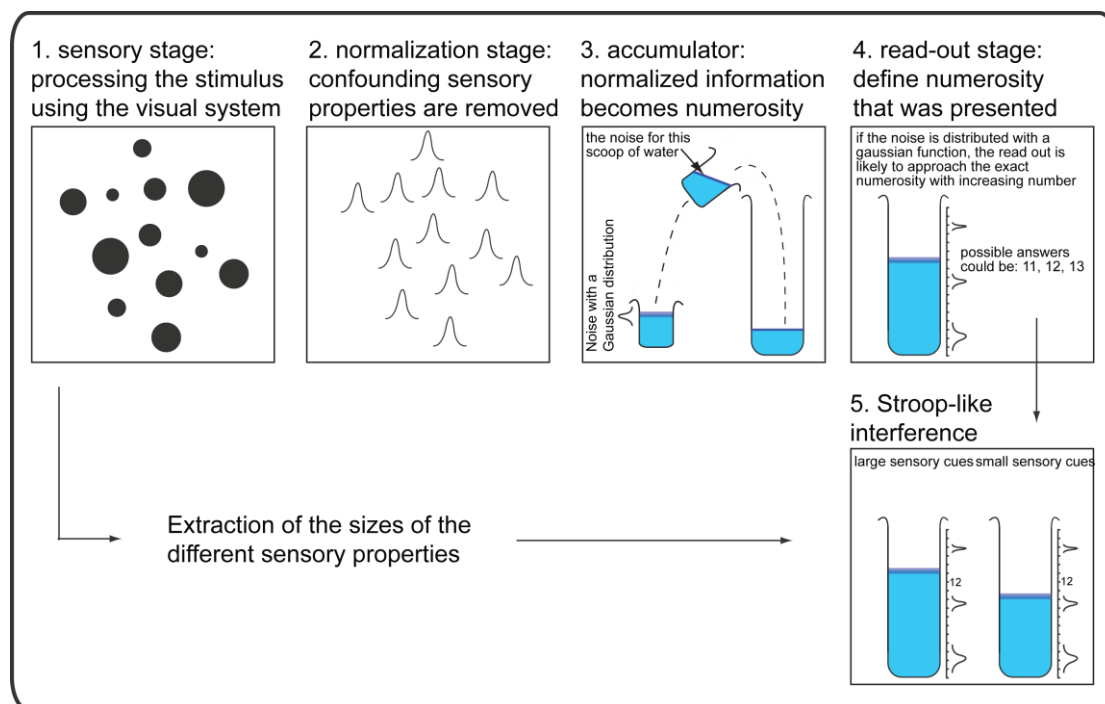 1. sensory stage:
processing the stimulus
using the visual system
2. normalization stage:
confounding sensory
properties are removed
3. accumulator:
normalized information
becomes numerosity
the noise for this
scoop of water
Noise with a
Gaussian distribution
4. read-out stage:
define numerosity
that was presented
if the noise is distributed with a
gaussian function, the read out is
likely to approach the exact
numerosity with increasing number
possible answers
could be: 11, 12, 13
5. Stroop-like
interference
large sensory cues
small sensory cues
12
12
Extraction of the sizes of the
different sensory properties